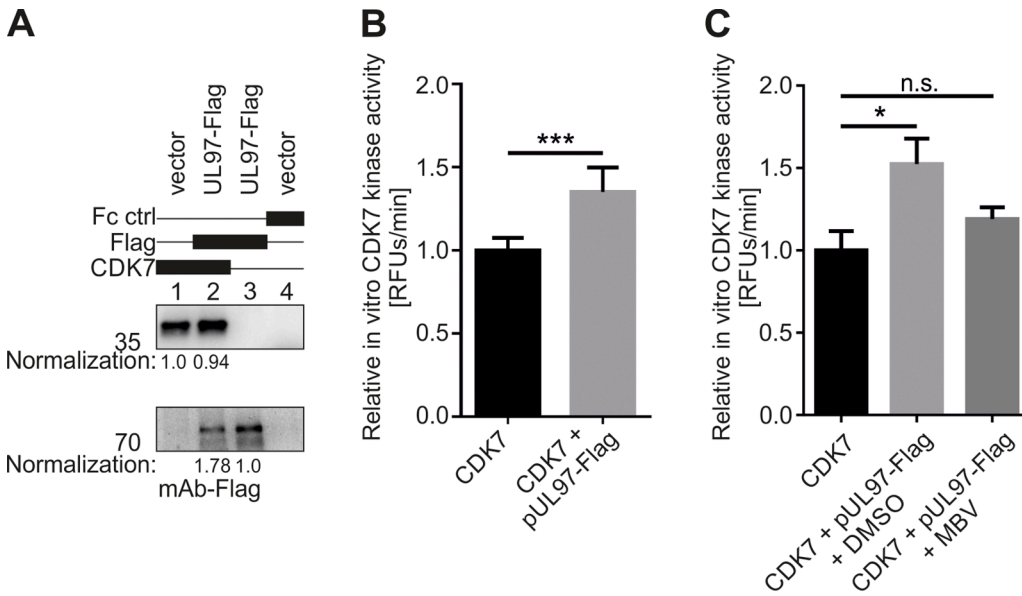 A
vector
UL97-Flag
UL97-Flag
vector
Fc ctrl
Flag
CDK7
1 2 3 4
35
Normalization: 1.0 0.94
70
Normalization: 1.78 1.0
mAb-Flag
B
Relative in vitro CDK7 kinase activity
[RFUs/min]
2.0
1.5
1.0
0.5
0.0
***
CDK7
CDK7 +
pUL97-Flag
C
Relative in vitro CDK7 kinase activity
[RFUs/min]
2.0
1.5
1.0
0.5
0.0
n.s.
*
CDK7
CDK7 + pUL97-Flag
+ DMSO
CDK7 + pUL97-Flag
+ MBV